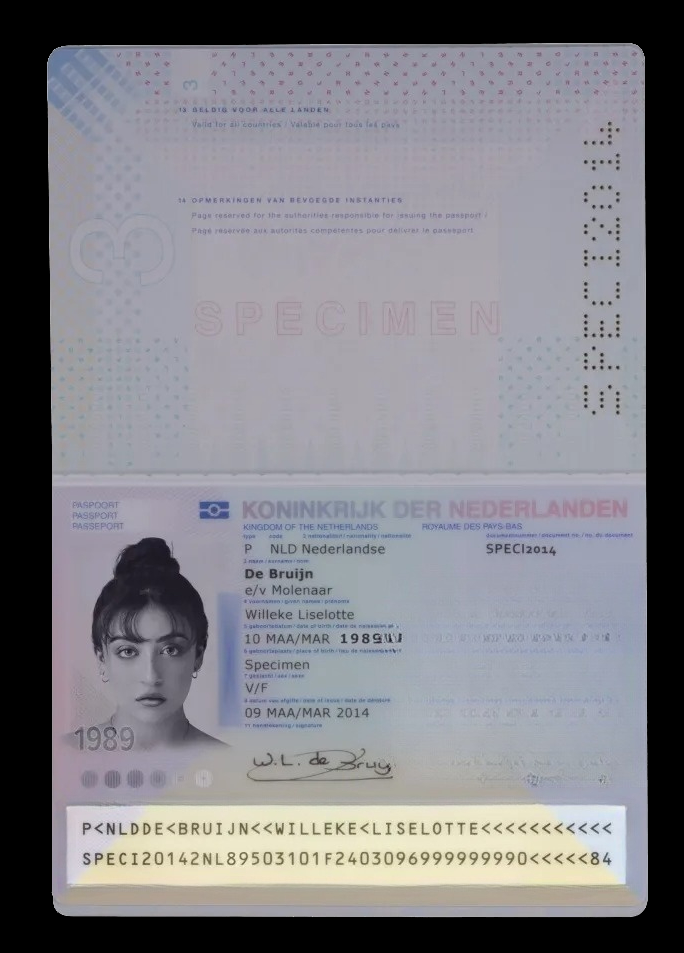 3
13 GELDIG VOOR ALLE LANDEN
Valid for all countries / Valable pour tous les pays
14 OPMERKINGEN VAN BEVOEGDE INSTANTIES
Page reserved for the authorities responsible for issuing the passport /
Page reservée aux autorités compétentes pour délivrer le passeport
3
SPECIMEN
SPECI2014
PASPOORT
PASSPORT
PASSEPORT
KONINKRIJK DER NEDERLANDEN
KINGDOM OF THE NETHERLANDS ROYAUME DES PAYS-BAS
P NLD Nederlandse SPECI2014
De Bruijn
e/v Molenaar
Willeke Liselotte
10 MAA/MAR 1989
Specimen
V/F
09 MAA/MAR 2014
1989
W.L. de Bruijn
P<NLDDE<BRUIJN<<WILLEKE<LISELOTTE<<<<<<<<<<<
SPECI20142NL89503101F24030969999999990<<<<<84